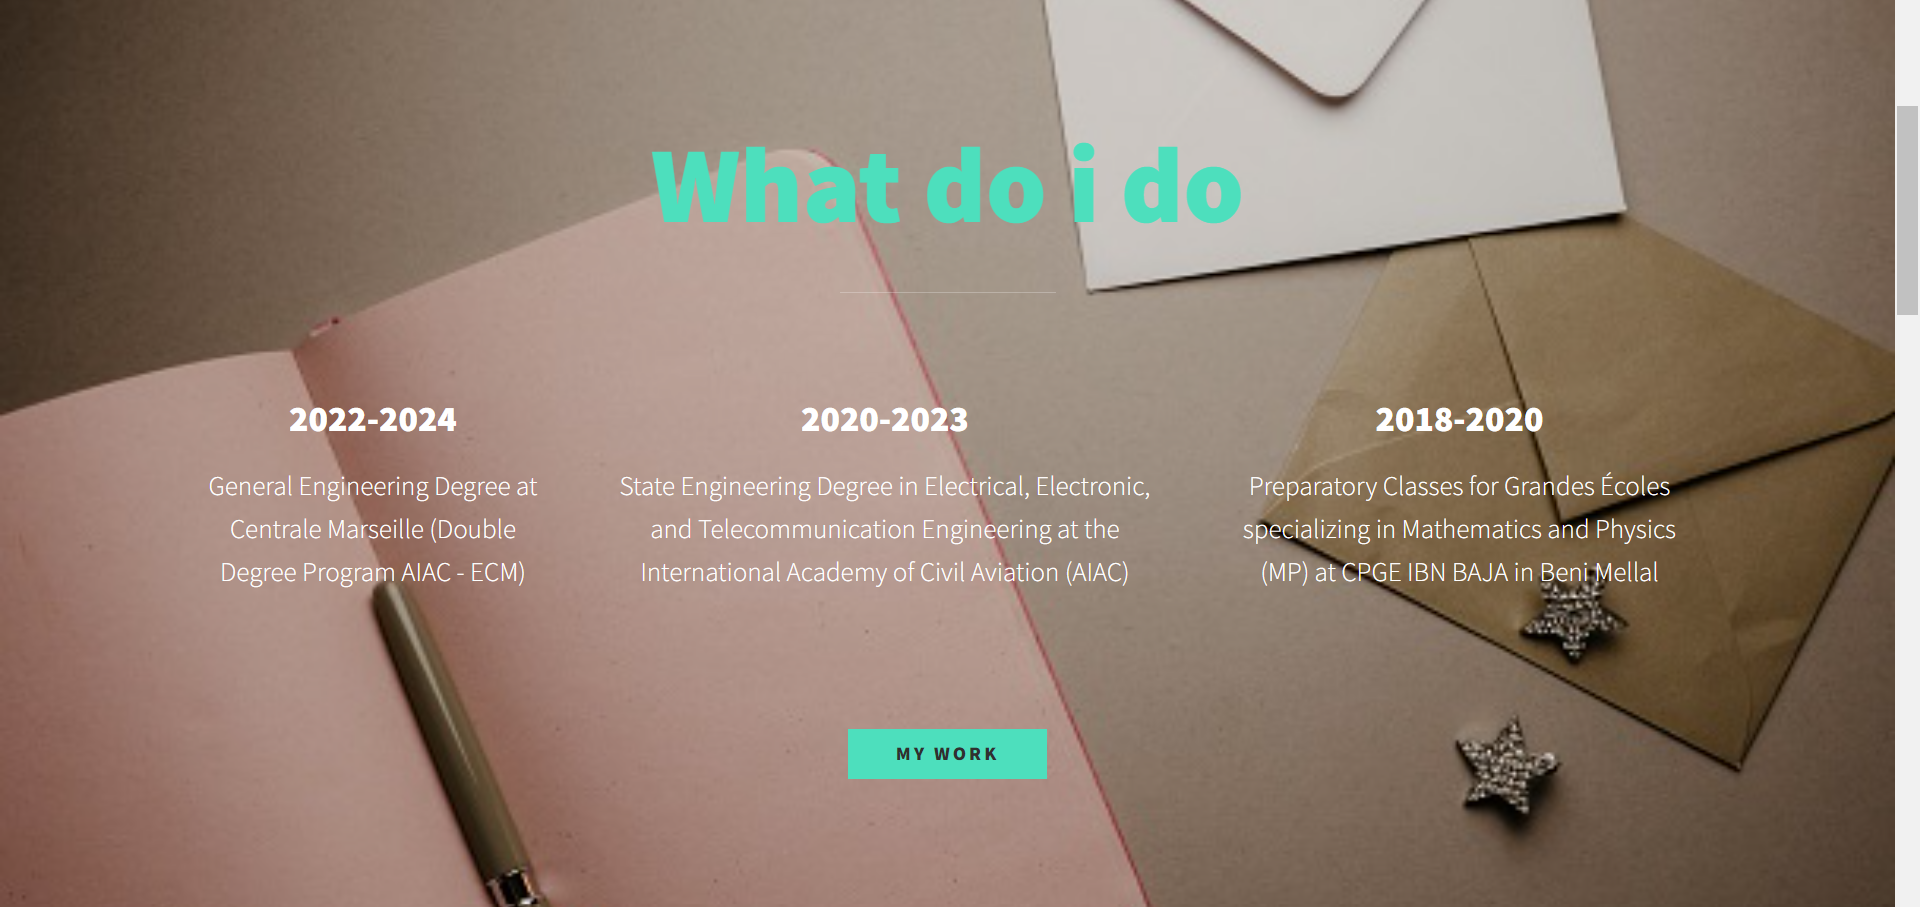 What do i do
2022-2024
General Engineering Degree at
Centrale Marseille (Double
Degree Program AIAC - ECM)
2020-2023
State Engineering Degree in Electrical, Electronic,
and Telecommunication Engineering at the
International Academy of Civil Aviation (AIAC)
2018-2020
Preparatory Classes for Grandes Écoles
specializing in Mathematics and Physics
(MP) at CPGE IBN BAJA in Beni Mellal
MY WORK